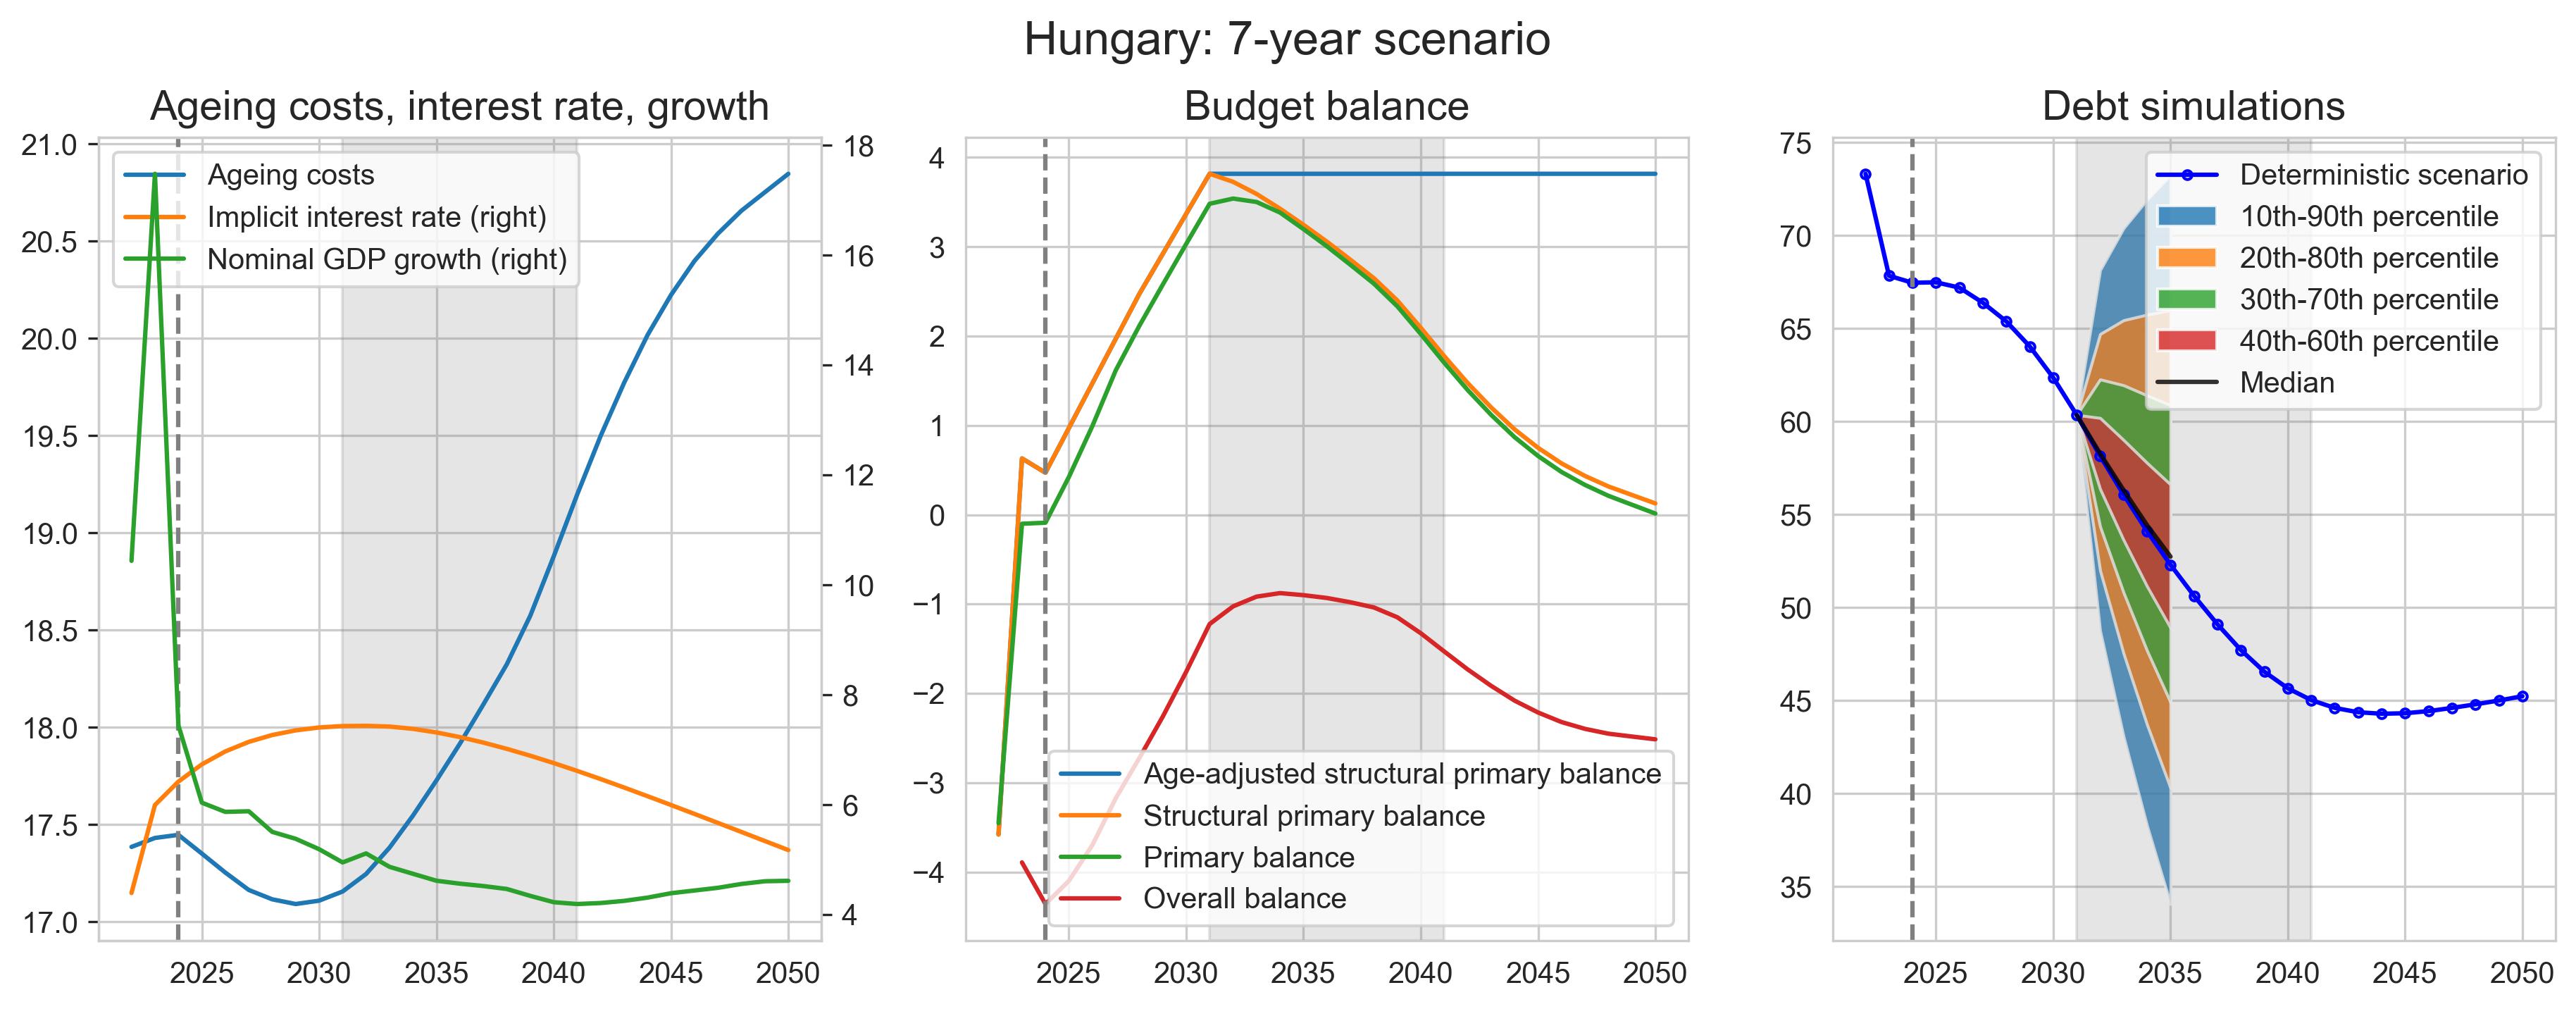 Hungary: 7-year scenario
Ageing costs, interest rate, growth
21.0
20.5
20.0
19.5
19.0
18.5
18.0
17.5
17.0
18
16
14
12
10
8
6
4
Ageing costs
Implicit interest rate (right)
Nominal GDP growth (right)
2025 2030 2035 2040 2045 2050
Budget balance
4
3
2
1
0
−1
−2
−3
−4
Age-adjusted structural primary balance
Structural primary balance
Primary balance
Overall balance
2025 2030 2035 2040 2045 2050
Debt simulations
75
70
65
60
55
50
45
40
35
Deterministic scenario
10th-90th percentile
20th-80th percentile
30th-70th percentile
40th-60th percentile
Median
2025 2030 2035 2040 2045 2050